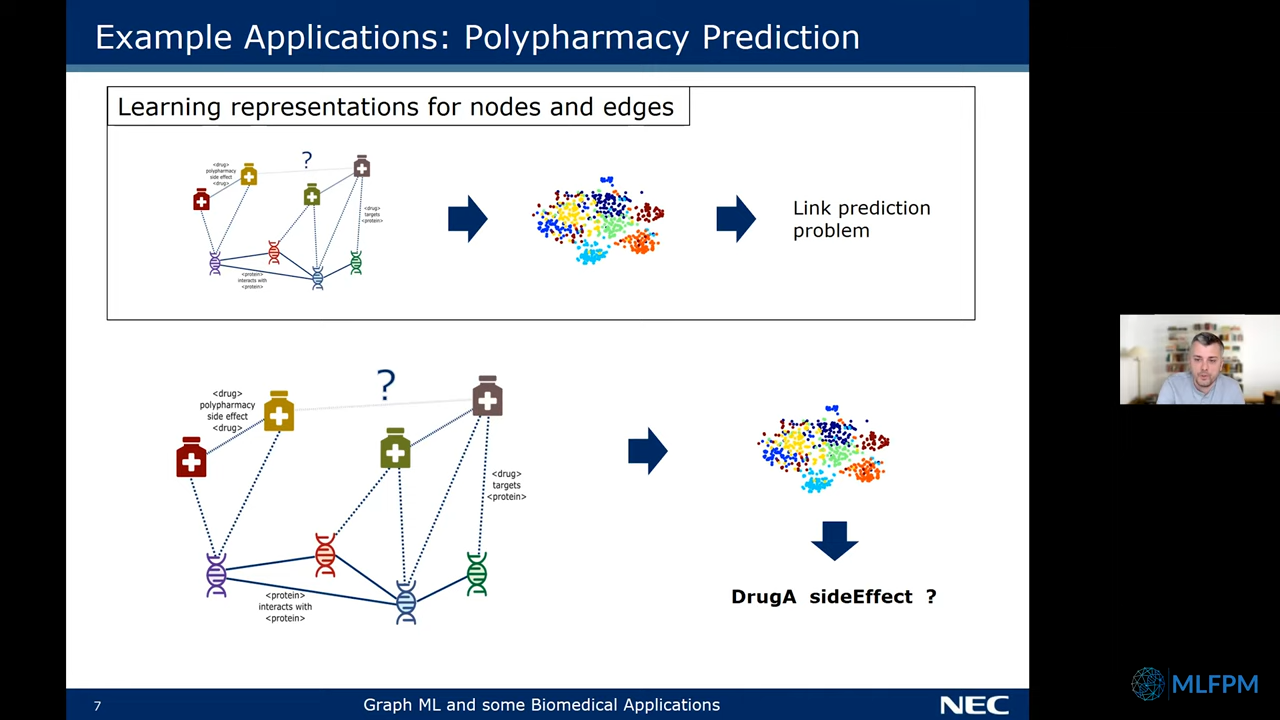 Example Applications: Polypharmacy Prediction
Learning representations for nodes and edges
<drug>
polypharmacy
side effect
<drug>
?
<drug>
targets
<protein>
<protein>
interacts with
<protein>
Link prediction
problem
<drug>
polypharmacy
side effect
<drug>
?
<drug>
targets
<protein>
<protein>
interacts with
<protein>
DrugA sideEffect ?
7
Graph ML and some Biomedical Applications
NEC
MLFPM